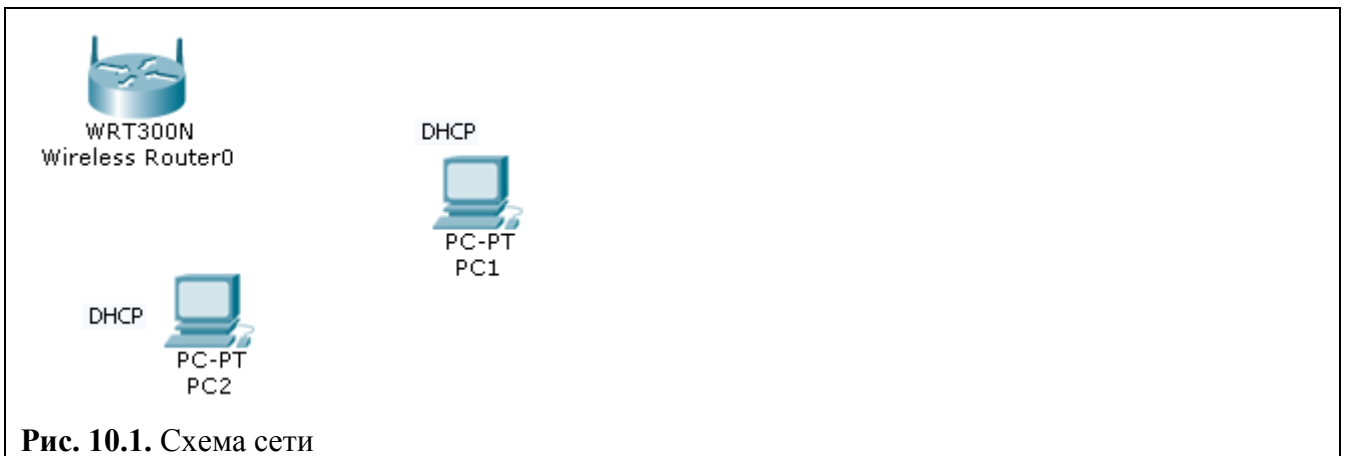 WRT300N
Wireless Router0
DHCP
PC-PT
PC1
DHCP
PC-PT
PC2
Рис. 10.1. Схема сети